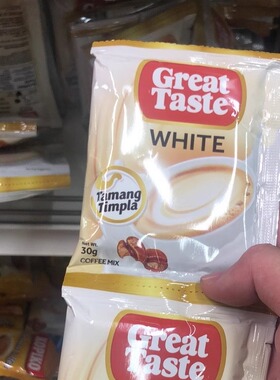 Great
Taste
WHITE
Tamang
Timpla
Net Wt.
30g
COFFEE MIX
Great
Taste